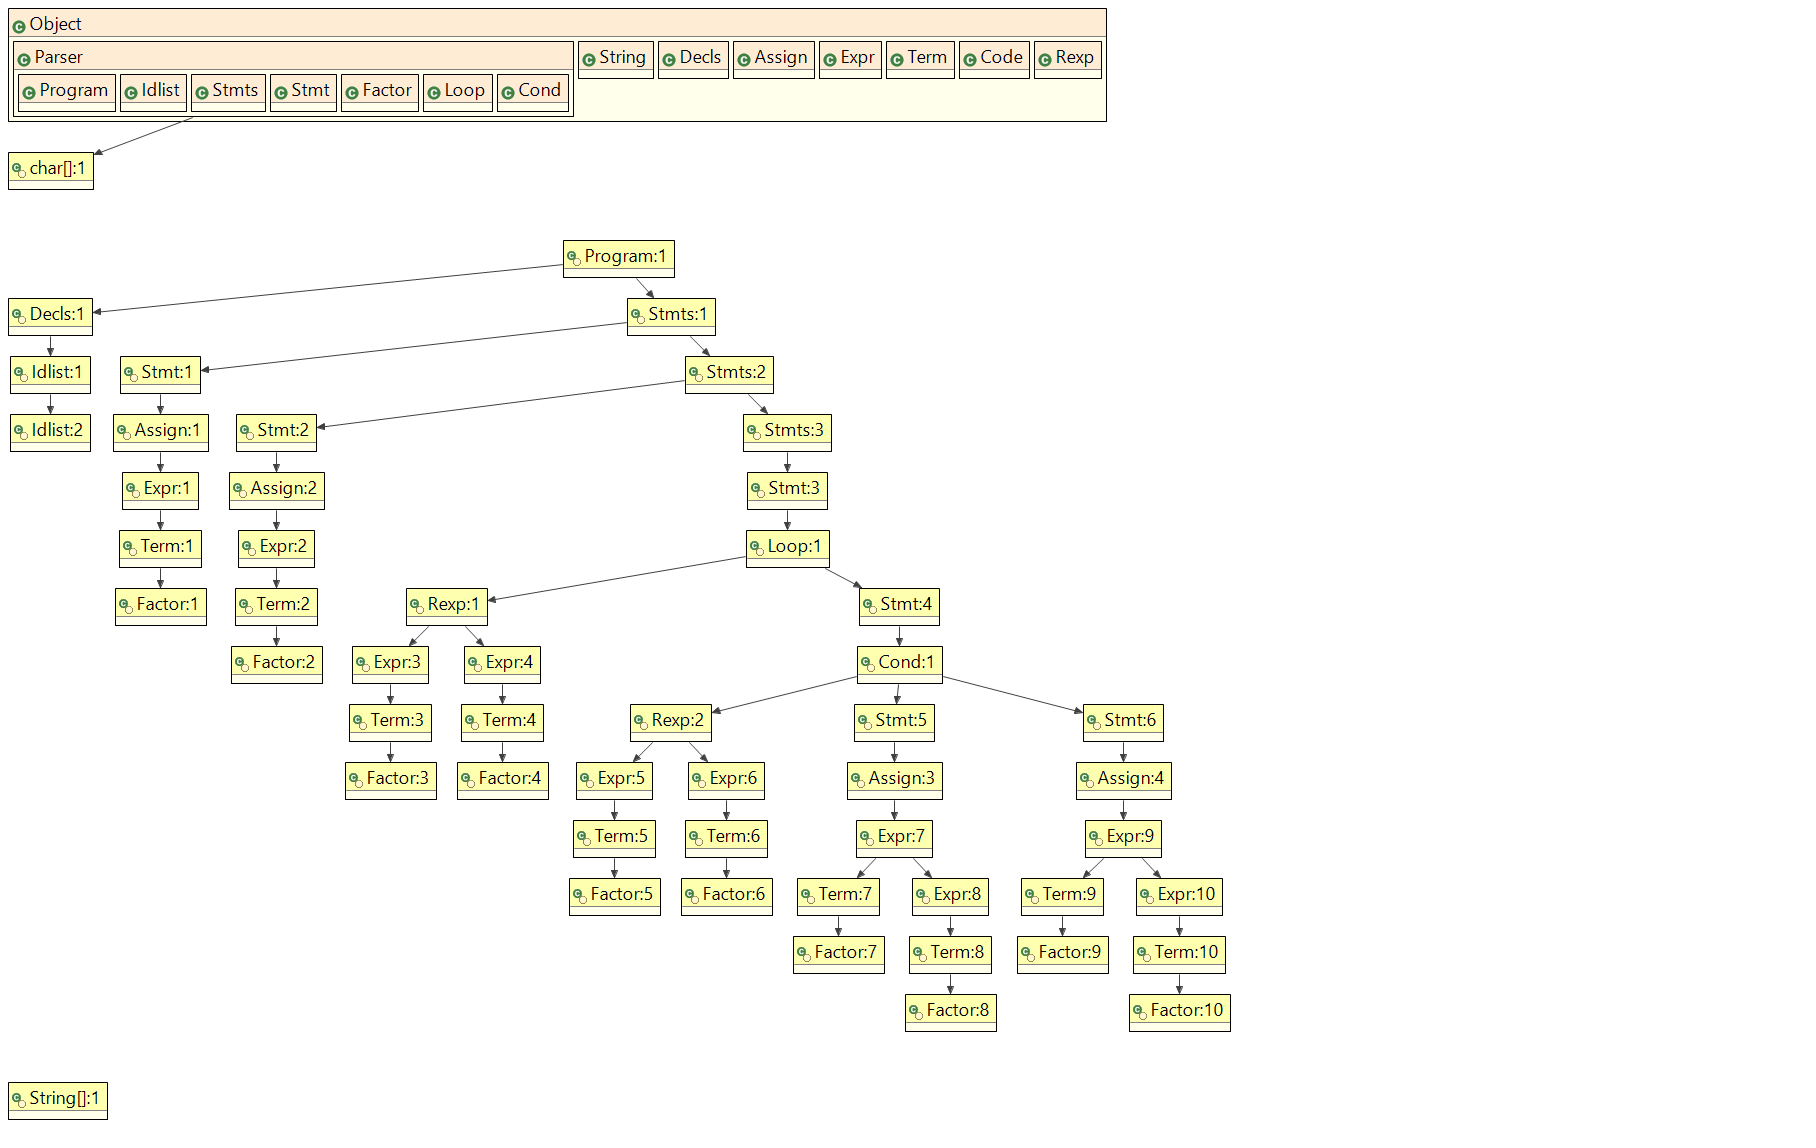 Object
Parser String Decls Assign Expr Term Code Rexp
Program Idlist Stmts Stmt Factor Loop Cond
char[]:1
Program:1
Decls:1 Stmts:1
Idlist:1 Stmt:1 Stmts:2
Idlist:2 Assign:1 Stmt:2 Stmts:3
Expr:1 Assign:2 Stmt:3
Term:1 Expr:2 Loop:1
Factor:1 Term:2 Rexp:1 Stmt:4
Factor:2 Expr:3 Expr:4 Cond:1
Term:3 Term:4 Rexp:2 Stmt:5 Stmt:6
Factor:3 Factor:4 Expr:5 Expr:6 Assign:3 Assign:4
Term:5 Term:6 Expr:7 Expr:9
Factor:5 Factor:6 Term:7 Expr:8 Term:9 Expr:10
Factor:7 Term:8 Factor:9 Term:10
Factor:8 Factor:10
String[]:1